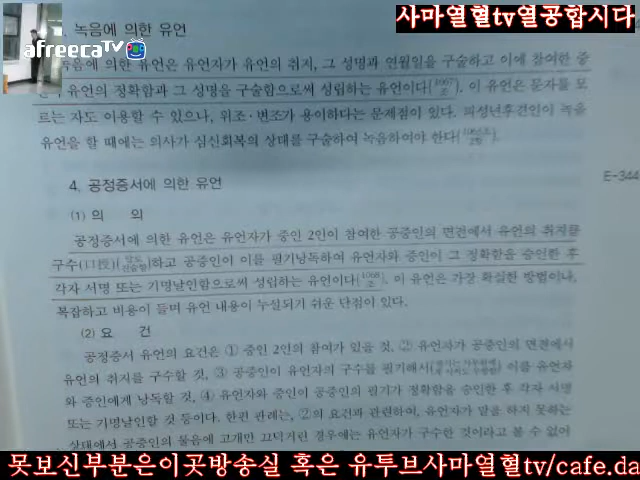 사마열혈tv열공합시다
afreecaTV
녹음에 의한 유언
녹음에 의한 유언은 유언자가 유언의 취지, 그 성명과 연월일을 구술하고 이에 참여한 증
유언의 정확함과 그 성명을 구술함으로써 성립하는 유언이다(1067조). 이 유언은 문자를 모
르는 자도 이용할 수 있으나, 위조·변조가 용이하다는 문제점이 있다. 피성년후견인이 녹음
유언을 할 때에는 의사가 심신회복의 상태를 구술하여 녹음하여야 한다
E-344
4. 공정증서에 의한 유언
(1) 의 의
공정증서에 의한 유언은 유언자가 증인 2인이 참여한 공증인의 면전에서 유언의 취지를
구수(口授)하고 공증인이 이를 필기낭독하여 유언자와 증인이 그 정확함을 승인한 후
각자 서명 또는 기명날인함으로써 성립하는 유언이다(1068조). 이 유언은 가장 확실한 방법이나,
복잡하고 비용이 들며 유언 내용이 누설되기 쉬운 단점이 있다.
(2) 요 건
공정증서 유언의 요건은 ① 증인 2인의 참여가 있을 것, ② 유언자가 공증인의 면전에서
유언의 취지를 구수할 것, ③ 공증인이 유언자의 구수를 필기해서 이를 유언자
와 증인에게 낭독할 것, ④ 유언자와 증인이 공증인의 필기가 정확함을 승인한 후 각자 서명
또는 기명날인할 것 등이다. 한편 판례는, ②의 요건과 관련하여, 유언자가 말을 하지 못하는
상태에서 공증인의 물음에 고개만 끄덕거린 경우에는 유언자가 구수한 것이라고 볼 수 없어
못보신부분은이곳방송실 혹은 유투브사마열혈tv/cafe.da